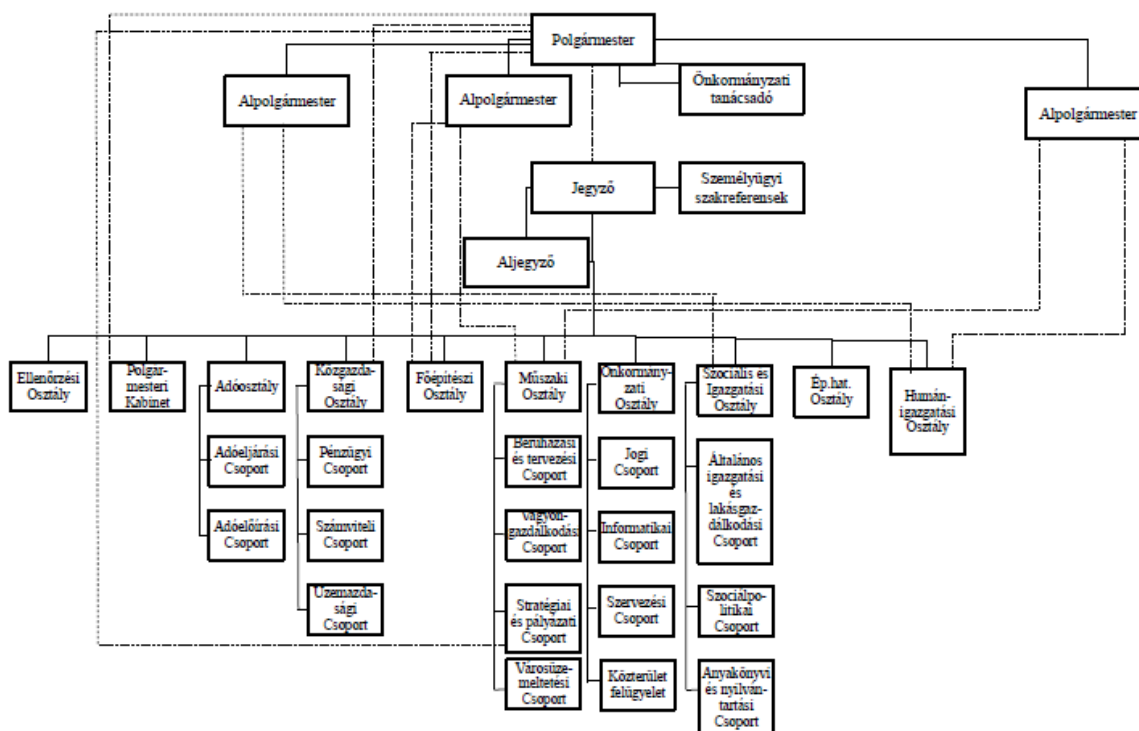 Polgármester
Alpolgármester
Alpolgármester
Önkormányzati
tanácsadó
Alpolgármester
Jegyző
Személyügyi
szakreferensek
Aljegyző
Ellenőrzési
Osztály
Polgár-
mesteri
Kabinet
Adóosztály
Közgazda-
sági
Osztály
Főépítészi
Osztály
Műszaki
Osztály
Önkormány-
zati
Osztály
Szociális és
Igazgatási
Osztály
Ép.hat.
Osztály
Humán-
igazgatási
Osztály
Adóeljárási
Csoport
Pénzügyi
Csoport
Beruházási
és tervezési
Csoport
Jogi
Csoport
Általános
igazgatási
és
lakásgaz-
dálkodási
Csoport
Adóelőírási
Csoport
Számviteli
Csoport
Vagyon-
gazdálkodási
Csoport
Informatikai
Csoport
Üzemazda-
sági
Csoport
Stratégiai
és pályázati
Csoport
Szervezési
Csoport
Szociálpo-
litikai
Csoport
Városüze-
meltetési
Csoport
Közterület
felügyelet
Anyakönyvi
és nyilván-
tartási
Csoport